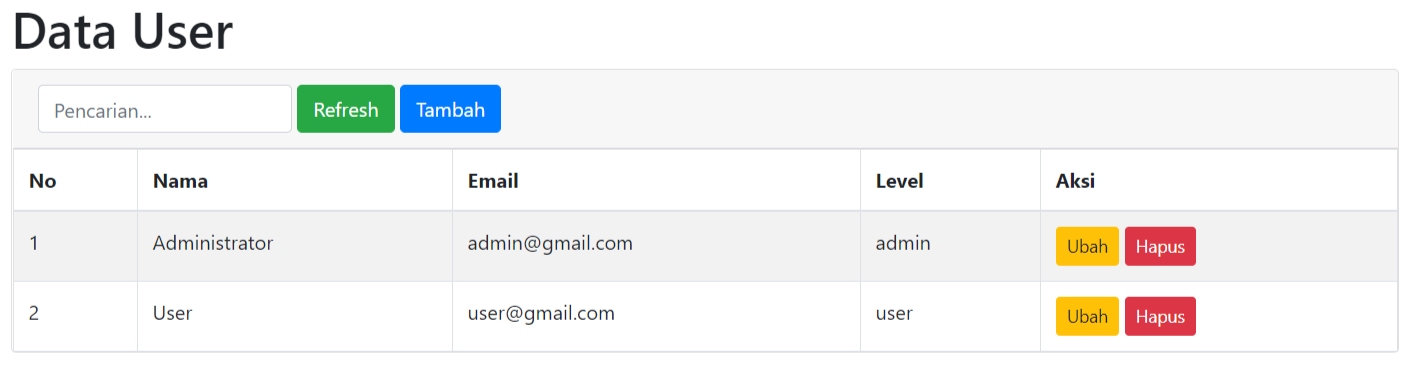 Data User
Pencarian... Refresh Tambah
No Nama Email Level Aksi
1 Administrator admin@gmail.com admin Ubah Hapus
2 User user@gmail.com user Ubah Hapus